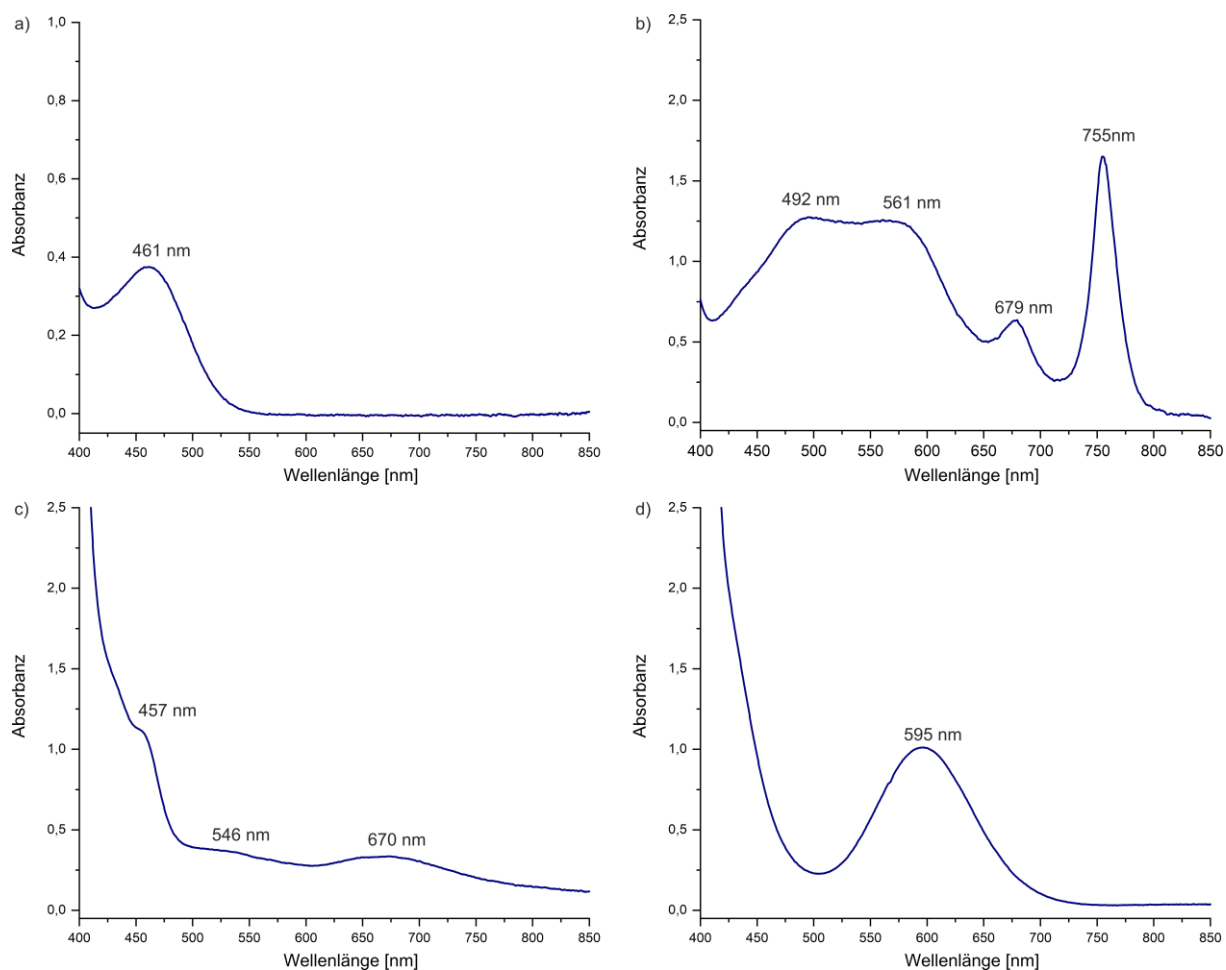 a)
1,0
0,8
0,6
0,4
0,2
0,0
Absorbanz
461 nm
400 450 500 550 600 650 700 750 800 850
Wellenlänge [nm]
b)
2,5
2,0
1,5
1,0
0,5
0,0
Absorbanz
492 nm
561 nm
679 nm
755nm
400 450 500 550 600 650 700 750 800 850
Wellenlänge [nm]
c)
2,5
2,0
1,5
1,0
0,5
0,0
Absorbanz
457 nm
546 nm
670 nm
400 450 500 550 600 650 700 750 800 850
Wellenlänge [nm]
d)
2,5
2,0
1,5
1,0
0,5
0,0
Absorbanz
595 nm
400 450 500 550 600 650 700 750 800 850
Wellenlänge [nm]